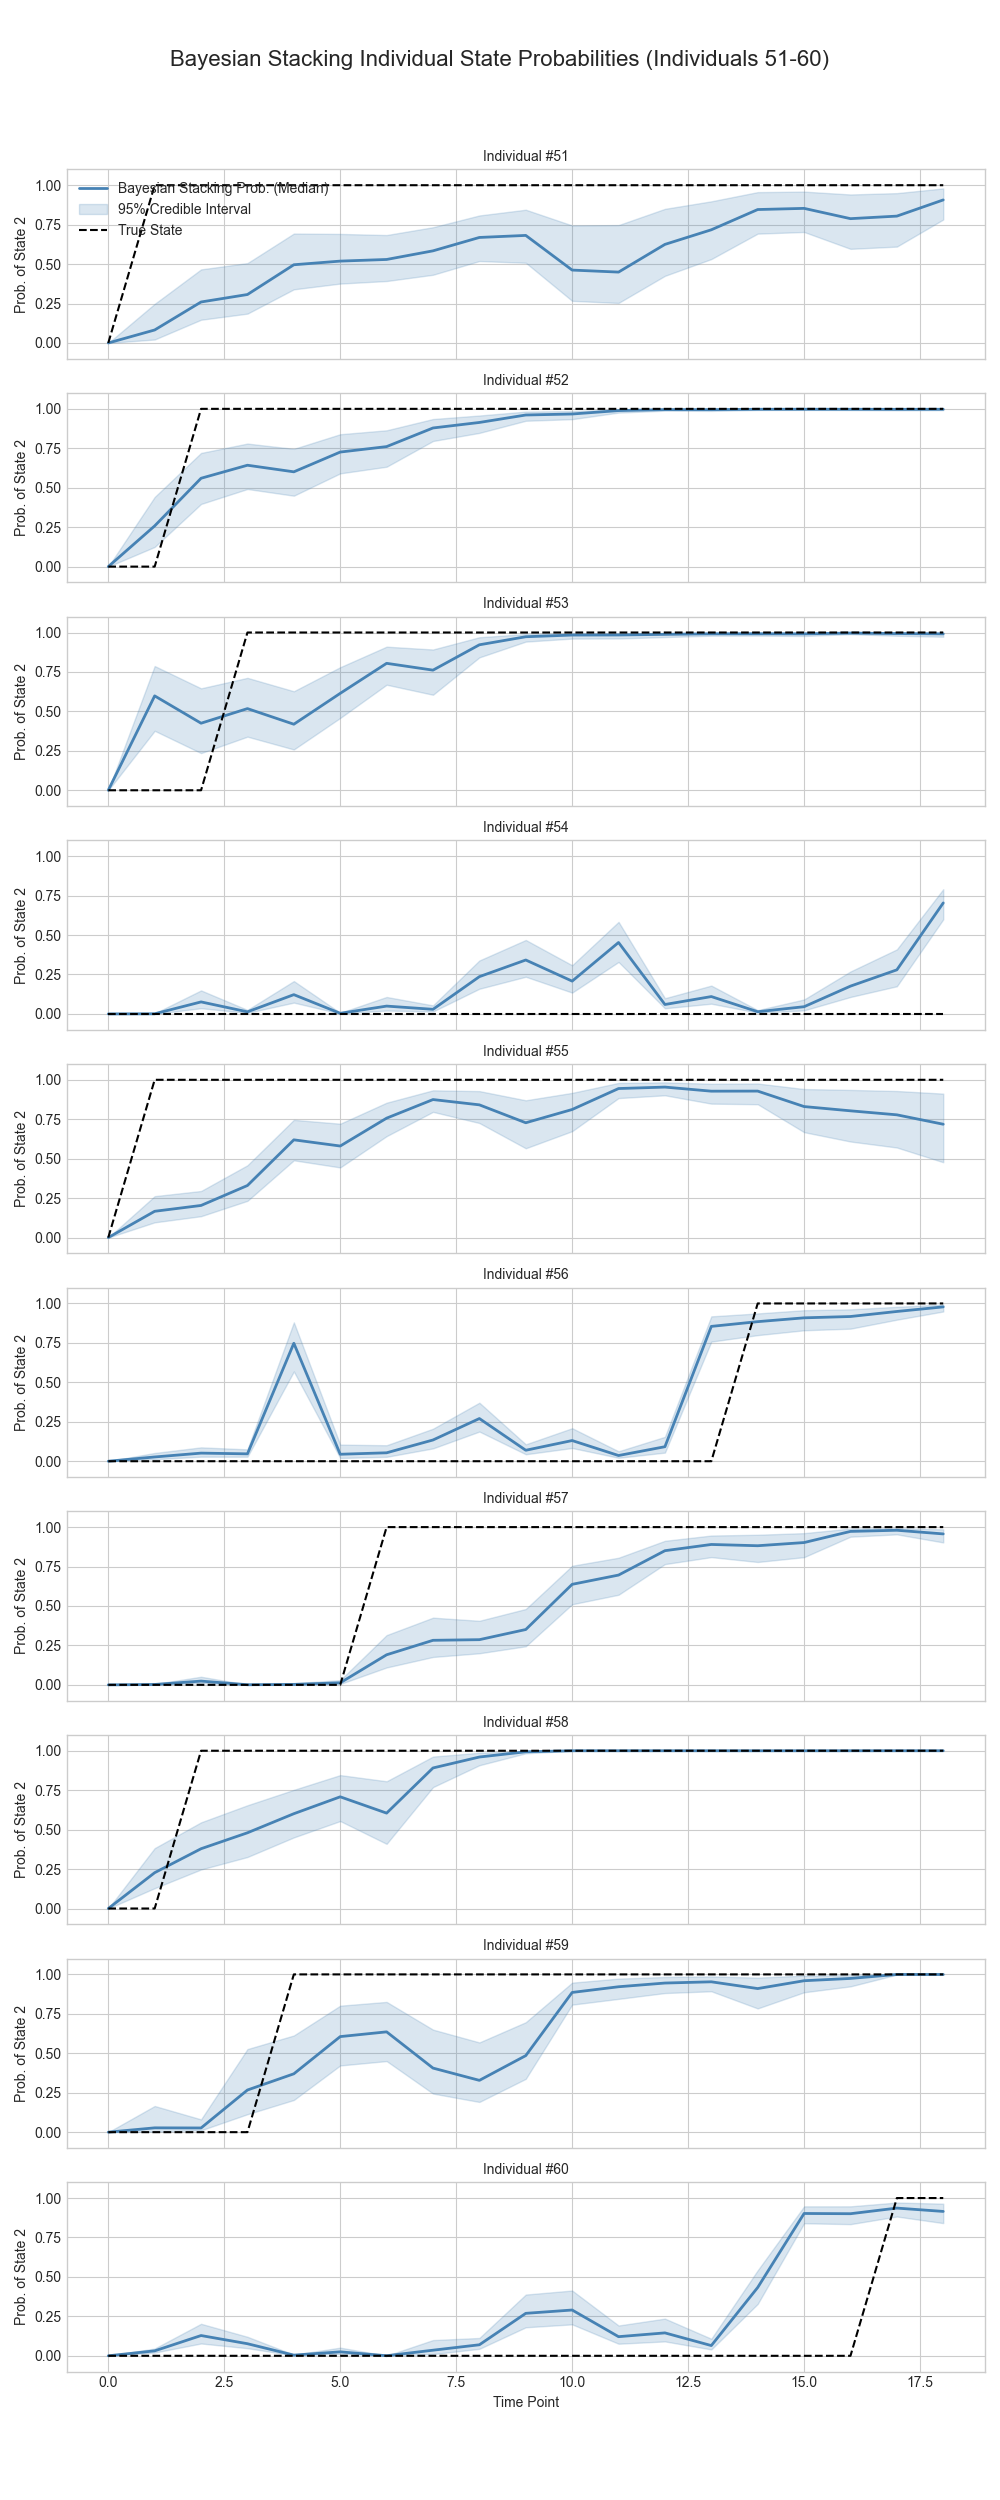 Bayesian Stacking Individual State Probabilities (Individuals 51-60)
Individual #51
Bayesian Stacking Prob. (Median)
95% Credible Interval
True State
Prob. of State 2
1.00
0.75
0.50
0.25
0.00
Individual #52
Prob. of State 2
1.00
0.75
0.50
0.25
0.00
Individual #53
Prob. of State 2
1.00
0.75
0.50
0.25
0.00
Individual #54
Prob. of State 2
1.00
0.75
0.50
0.25
0.00
Individual #55
Prob. of State 2
1.00
0.75
0.50
0.25
0.00
Individual #56
Prob. of State 2
1.00
0.75
0.50
0.25
0.00
Individual #57
Prob. of State 2
1.00
0.75
0.50
0.25
0.00
Individual #58
Prob. of State 2
1.00
0.75
0.50
0.25
0.00
Individual #59
Prob. of State 2
1.00
0.75
0.50
0.25
0.00
Individual #60
Prob. of State 2
1.00
0.75
0.50
0.25
0.00
0.0 2.5 5.0 7.5 10.0 12.5 15.0 17.5
Time Point